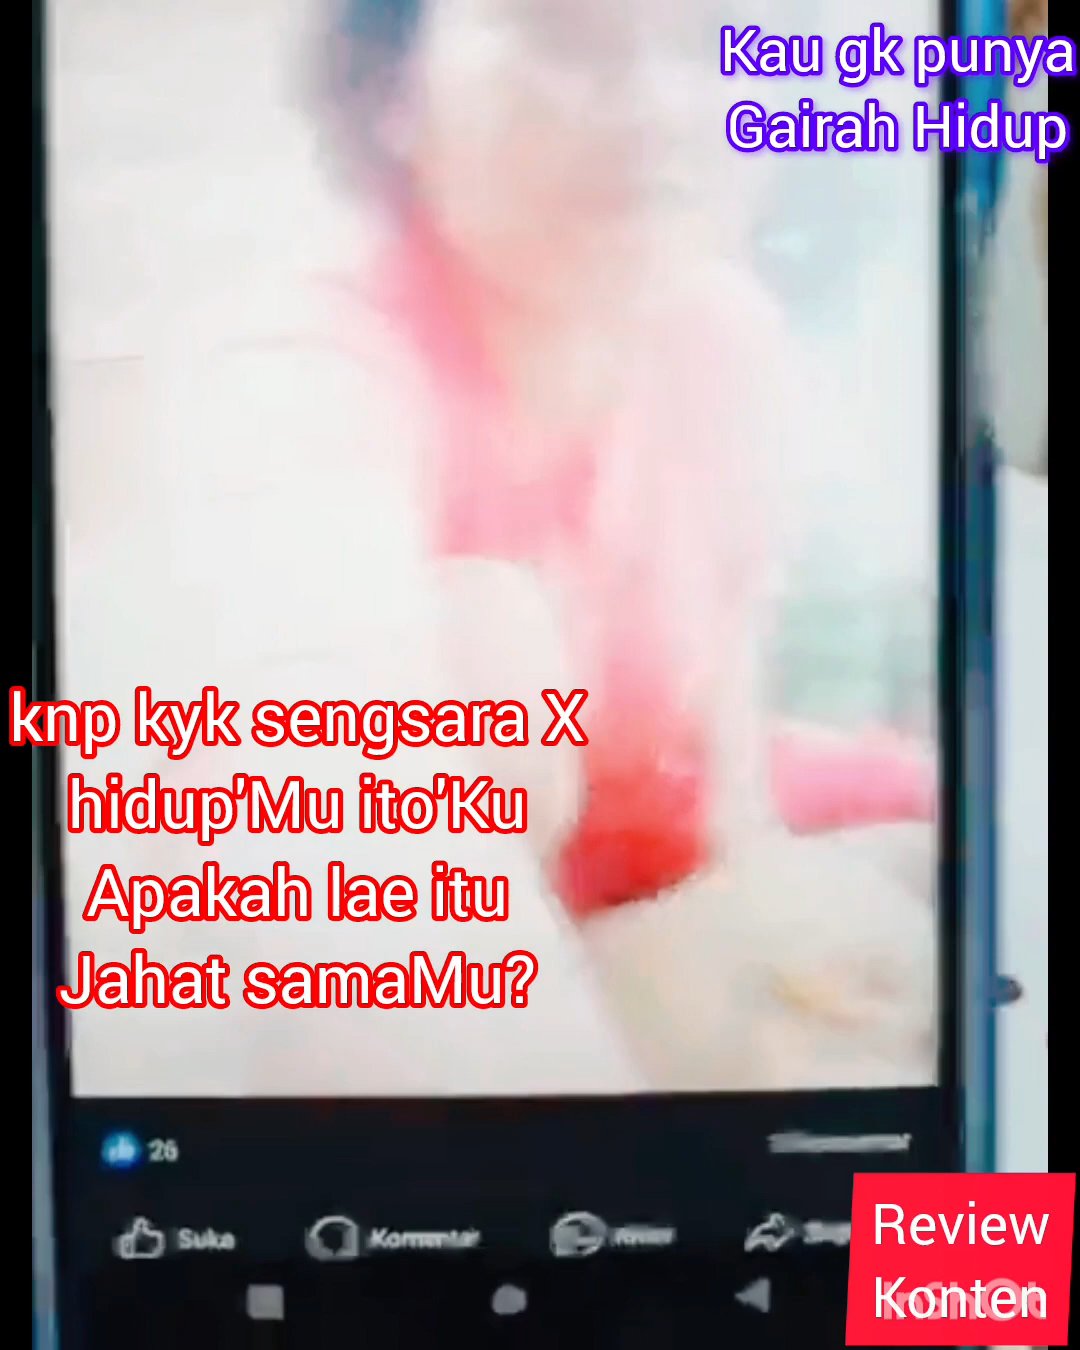 Kau gk punya
Gairah Hidup
knp kyk sengsara X
hidup'Mu ito'Ku
Apakah lae itu
Jahat samaMu?
26
Suka
Komentar
Review
Konten
InShOt